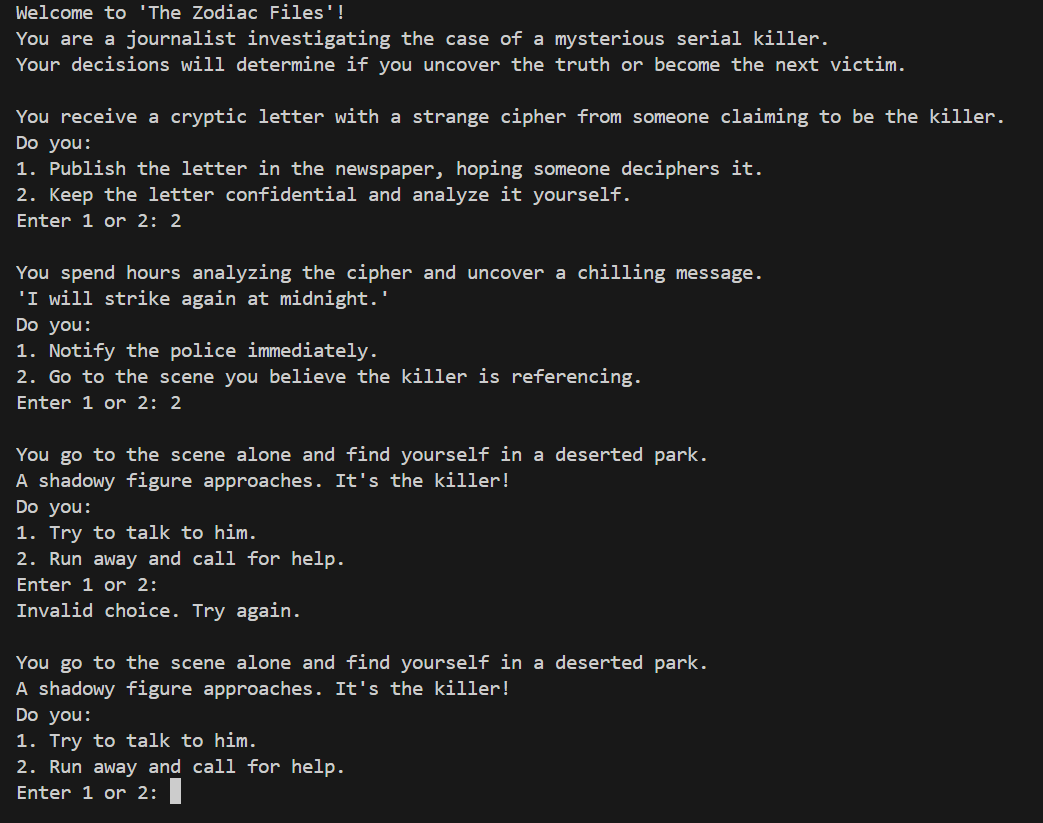 Welcome to 'The Zodiac Files'!
You are a journalist investigating the case of a mysterious serial killer.
Your decisions will determine if you uncover the truth or become the next victim.
You receive a cryptic letter with a strange cipher from someone claiming to be the killer.
Do you:
1. Publish the letter in the newspaper, hoping someone deciphers it.
2. Keep the letter confidential and analyze it yourself.
Enter 1 or 2: 2
You spend hours analyzing the cipher and uncover a chilling message.
'I will strike again at midnight.'
Do you:
1. Notify the police immediately.
2. Go to the scene you believe the killer is referencing.
Enter 1 or 2: 2
You go to the scene alone and find yourself in a deserted park.
A shadowy figure approaches. It's the killer!
Do you:
1. Try to talk to him.
2. Run away and call for help.
Enter 1 or 2:
Invalid choice. Try again.
You go to the scene alone and find yourself in a deserted park.
A shadowy figure approaches. It's the killer!
Do you:
1. Try to talk to him.
2. Run away and call for help.
Enter 1 or 2: